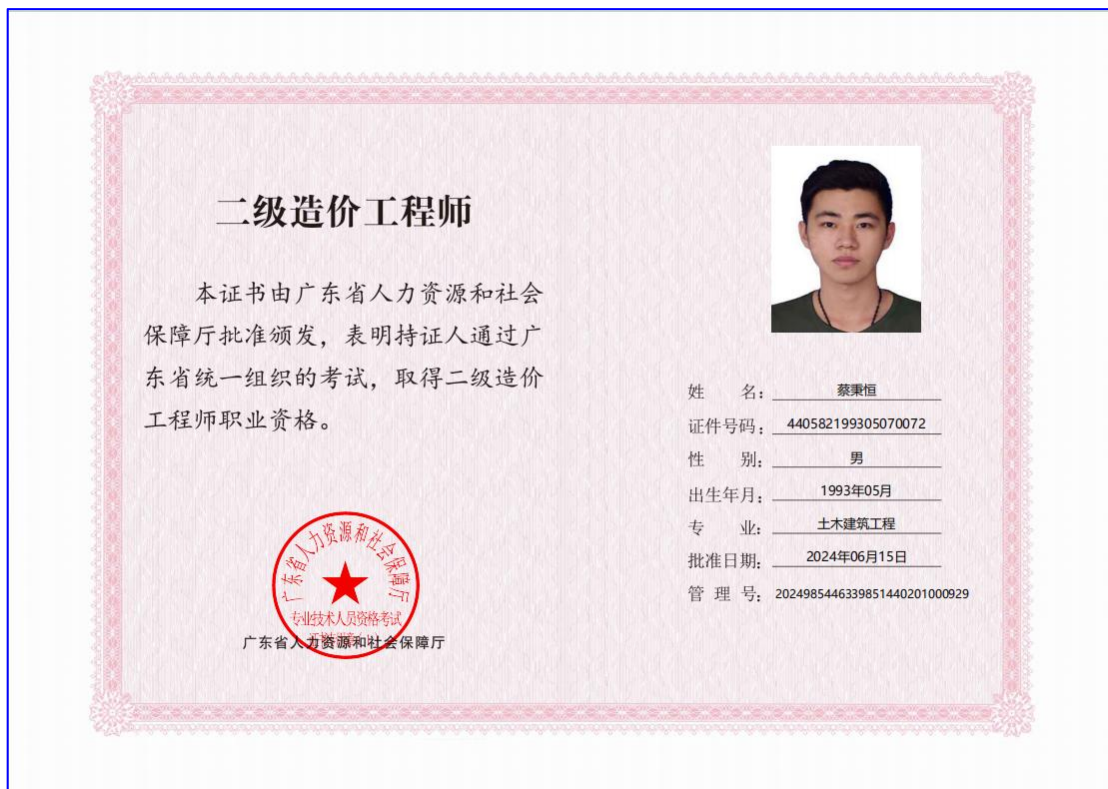 二级造价工程师
本证书由广东省人力资源和社会
保障厅批准颁发，表明持证人通过广
东省统一组织的考试，取得二级造价
工程师职业资格。
广东省人力资源和社会保障厅
专业技术人员资格考试
广东省人力资源和社会保障厅
姓 名：蔡秉恒
证件号码：440582199305070072
性 别：男
出生年月：1993年05月
专 业：土木建筑工程
批准日期：2024年06月15日
管 理 号：2024985446339851440201000929